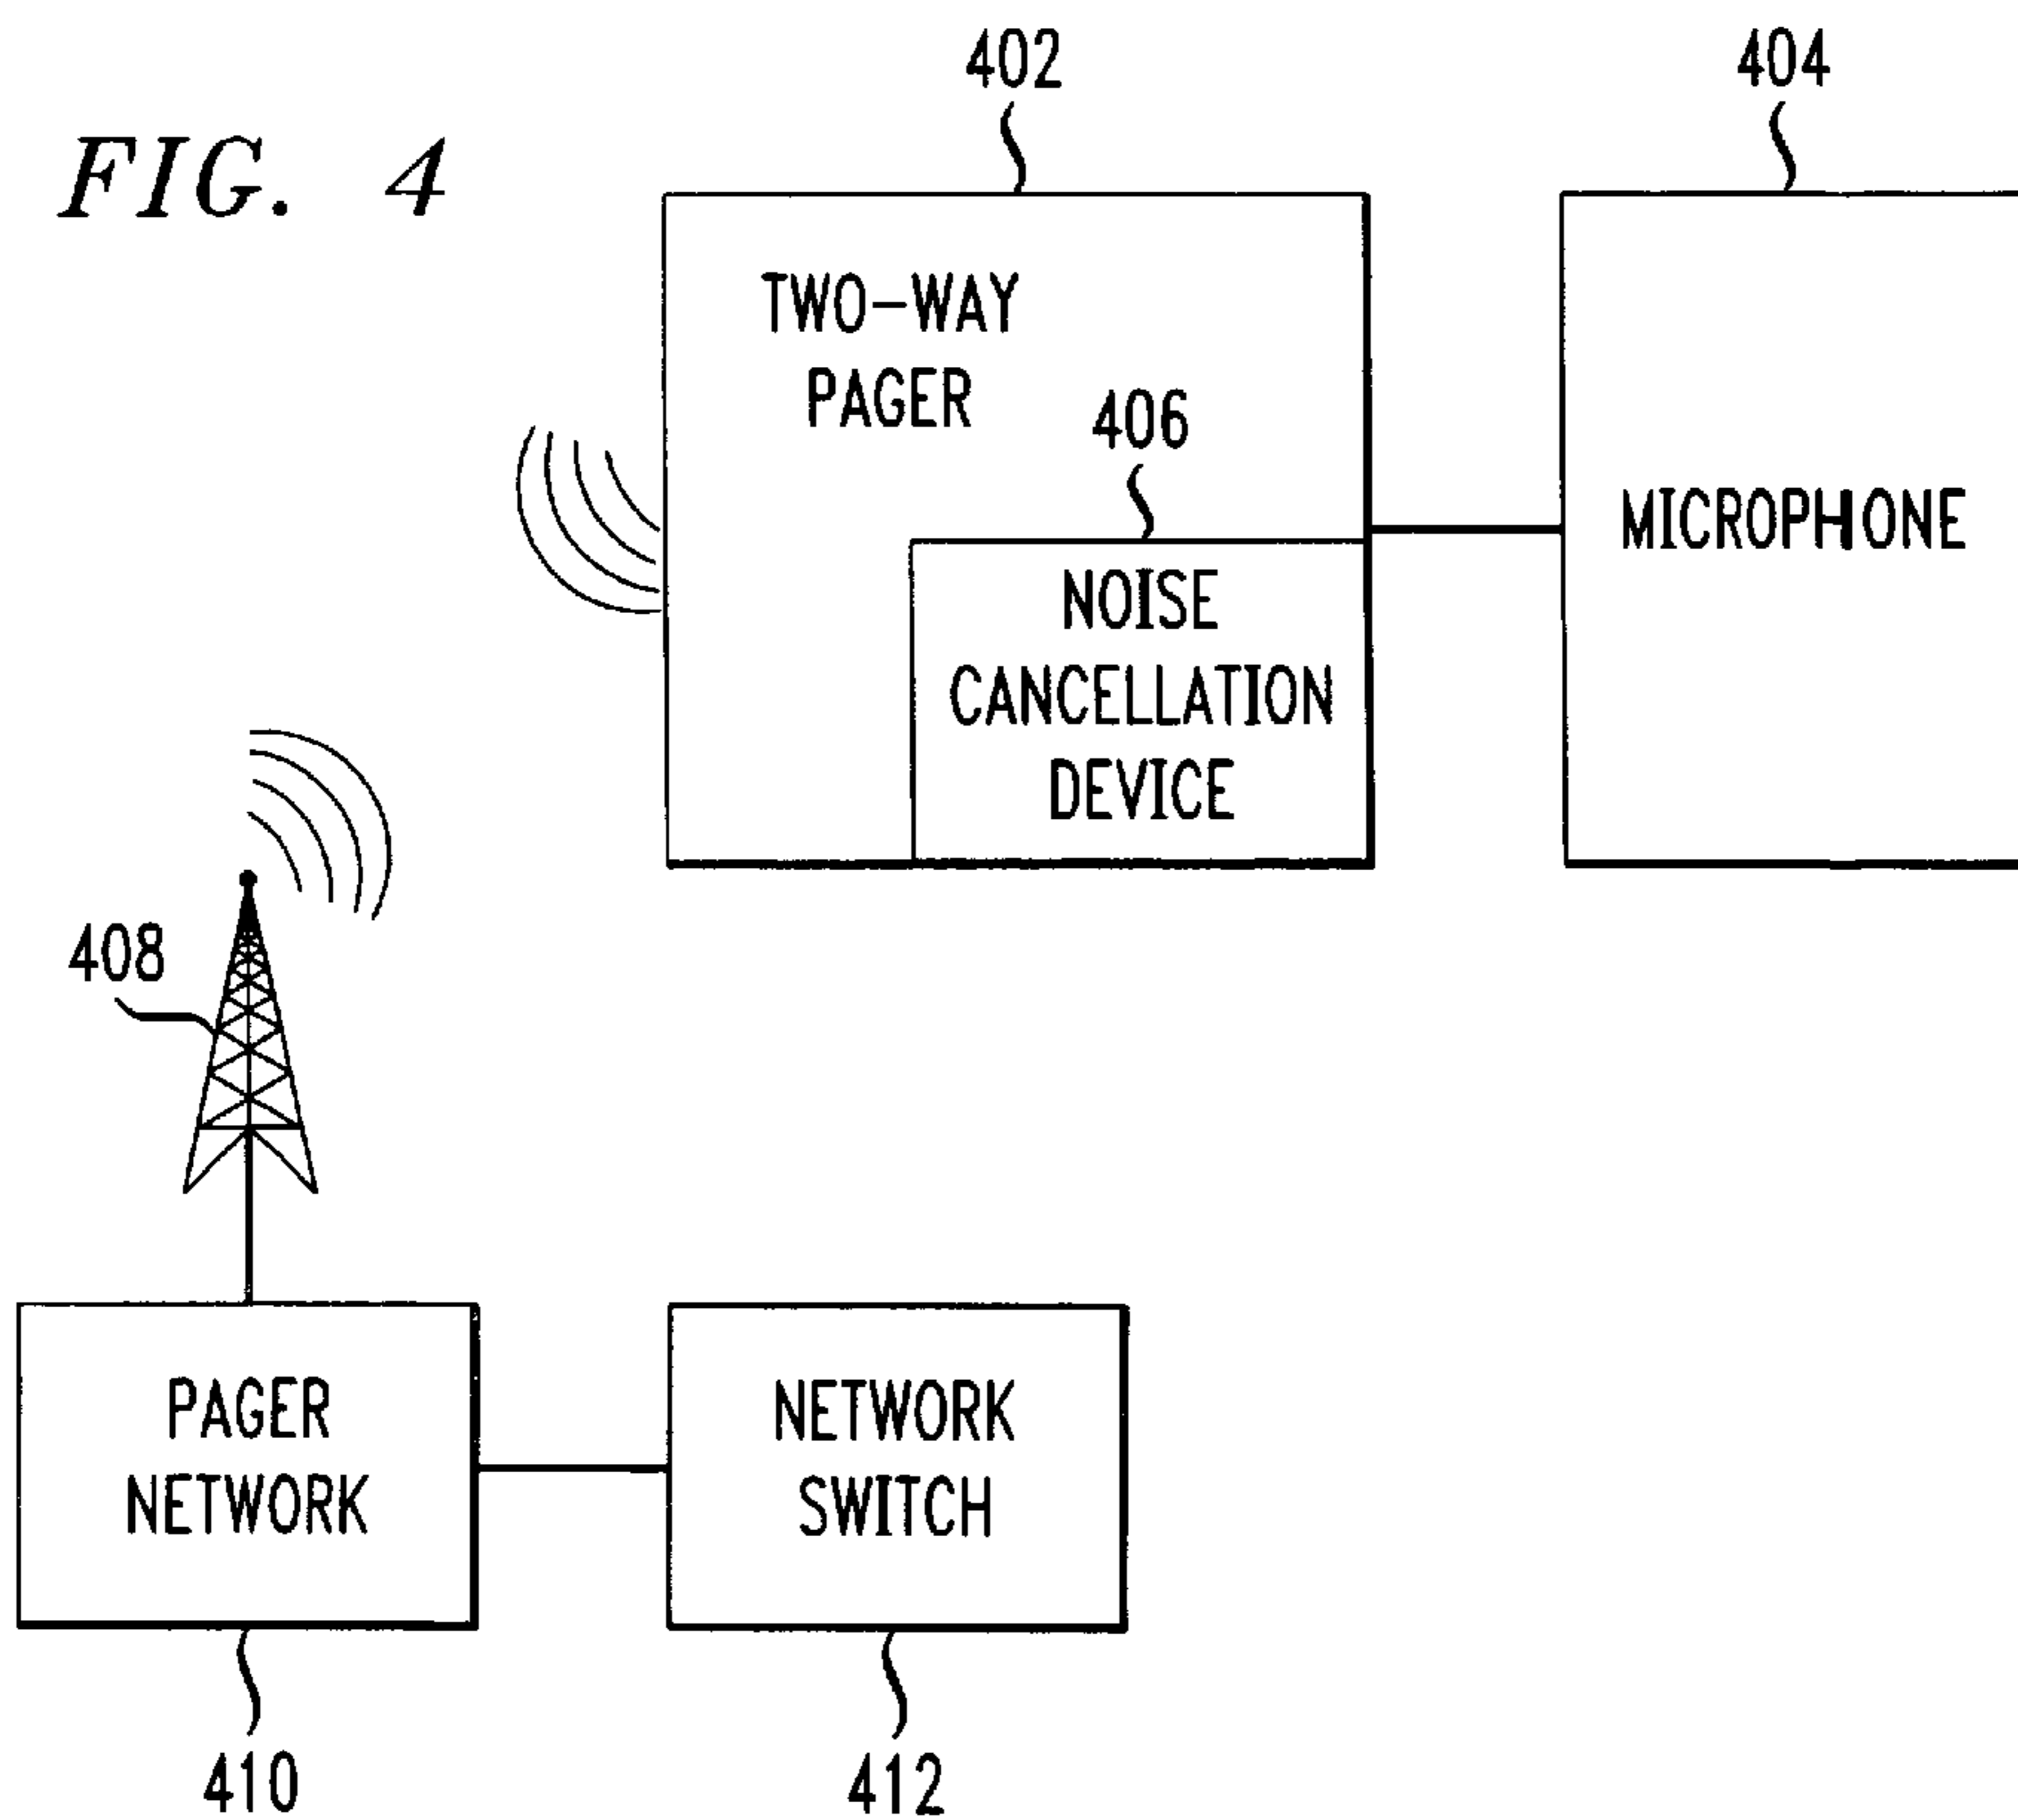 FIG. 4
402
404
TWO-WAY
PAGER
406
MICROPHONE
NOISE
CANCELLATION
DEVICE
408
PAGER
NETWORK
NETWORK
SWITCH
410
412